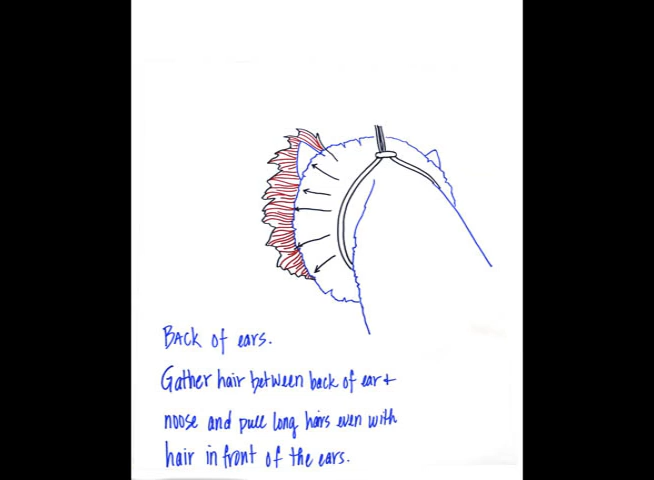 Back of ears.
Gather hair between back of ear +
noose and pull long hairs even with
hair in front of the ears.